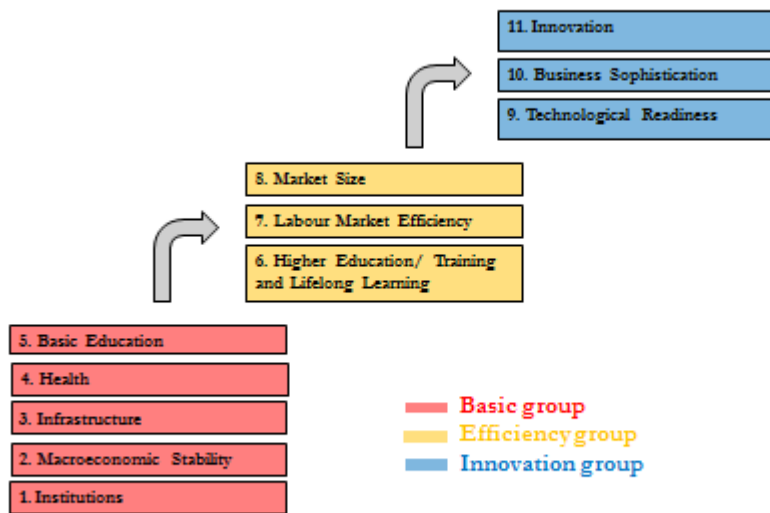 11. Innovation
10. Business Sophistication
9. Technological Readiness
8. Market Size
7. Labour Market Efficiency
6. Higher Education/ Training
and Lifelong Learning
5. Basic Education
4. Health
3. Infrastructure
2. Macroeconomic Stability
1. Institutions
Basic group
Efficiency group
Innovation group